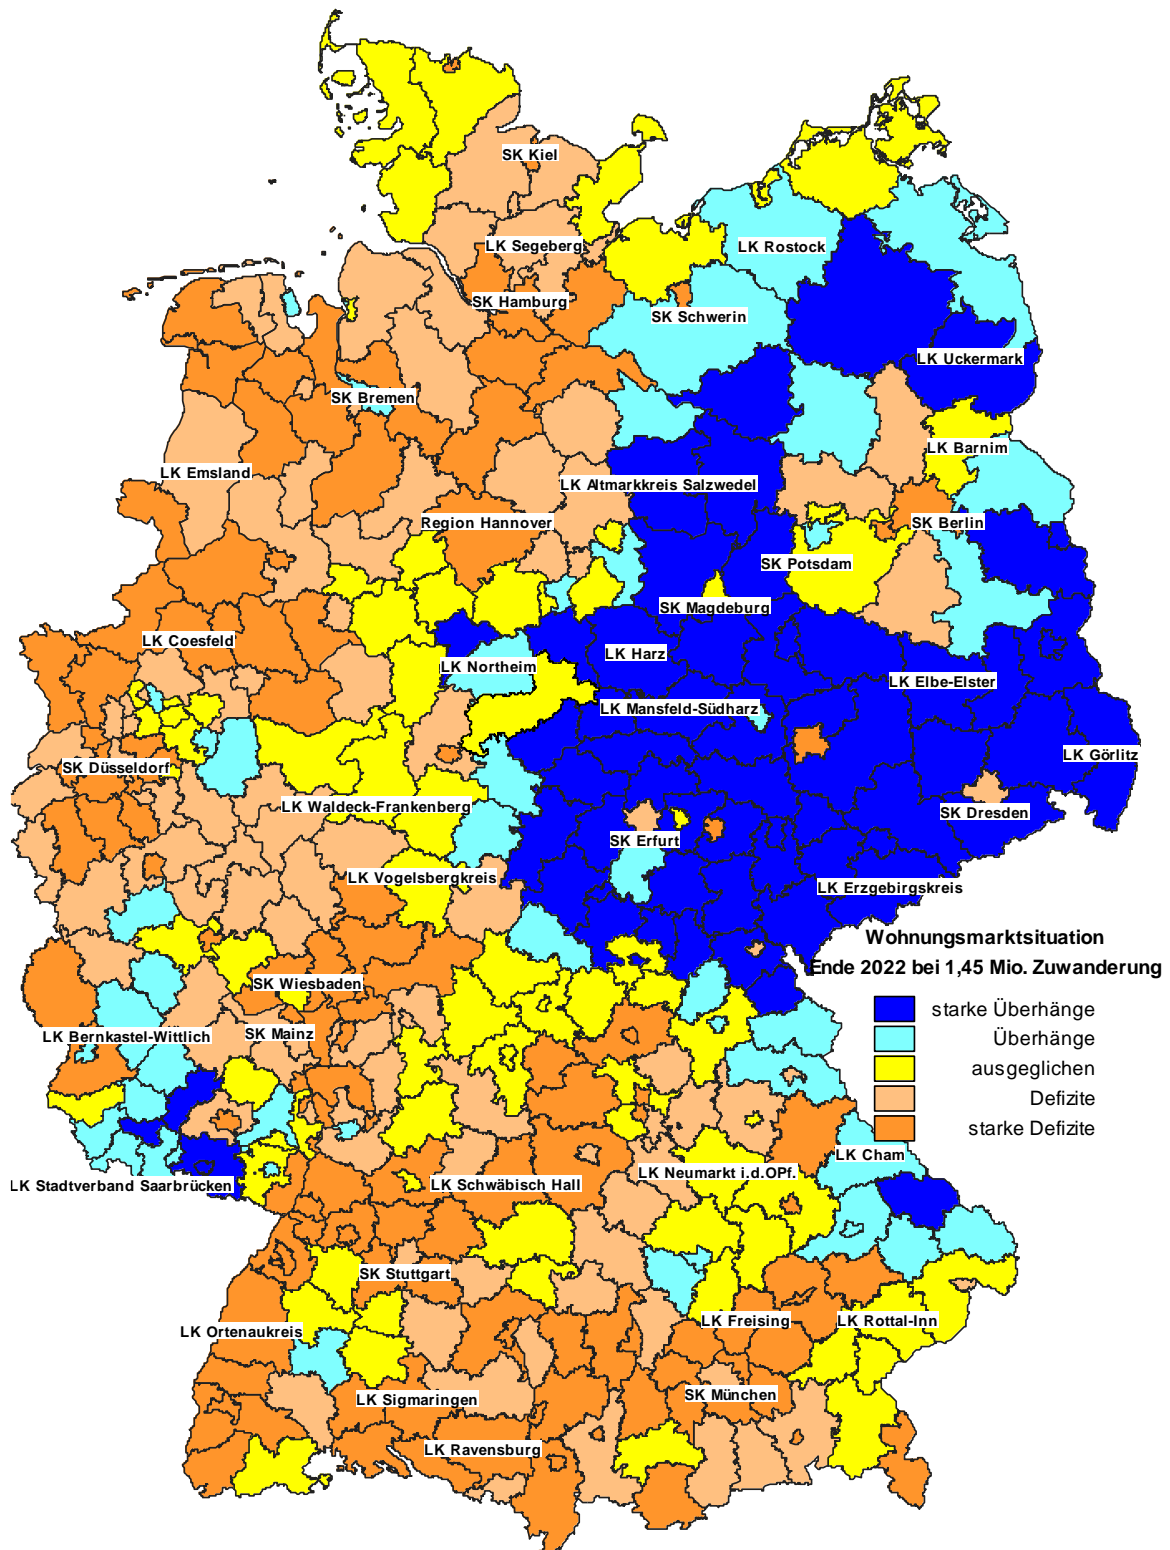 SK Kiel
LK Segeberg
LK Rostock
SK Hamburg
SK Schwerin
LK Uckermark
SK Bremen
LK Barnim
LK Emsland
LK Altmarkkreis Salzwedel
Region Hannover
SK Berlin
SK Potsdam
SK Magdeburg
LK Coesfeld
LK Northeim
LK Harz
LK Elbe-Elster
LK Mansfeld-Südharz
LK Görlitz
SK Düsseldorf
LK Waldeck-Frankenberg
SK Dresden
SK Erfurt
LK Vogelsbergkreis
LK Erzgebirgskreis
Wohnungsmarktsituation
Ende 2022 bei 1,45 Mio. Zuwanderung
starke Überhänge
Überhänge
ausgeglichen
Defizite
starke Defizite
SK Wiesbaden
LK Bernkastel-Wittlich
SK Mainz
LK Cham
LK Neumarkt i.d.OPf.
LK Stadtverband Saarbrücken
LK Schwäbisch Hall
SK Stuttgart
LK Freising
LK Rottal-Inn
LK Ortenaukreis
LK Sigmaringen
SK München
LK Ravensburg